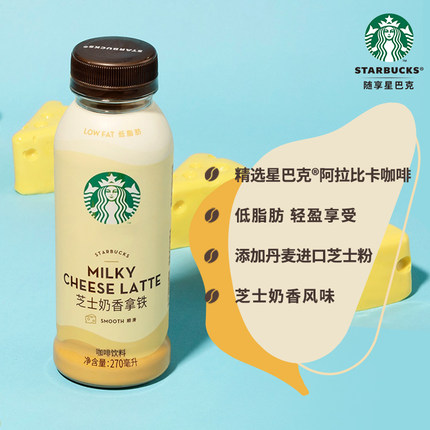 STARBUCKS®
随享星巴克
STARBUCKS
LOW FAT 低脂肪
STARBUCKS
MILKY
CHEESE LATTE
芝士奶香拿铁
SMOOTH 顺滑
咖啡饮料
净含量:270毫升
精选星巴克®阿拉比卡咖啡
低脂肪 轻盈享受
添加丹麦进口芝士粉
芝士奶香风味